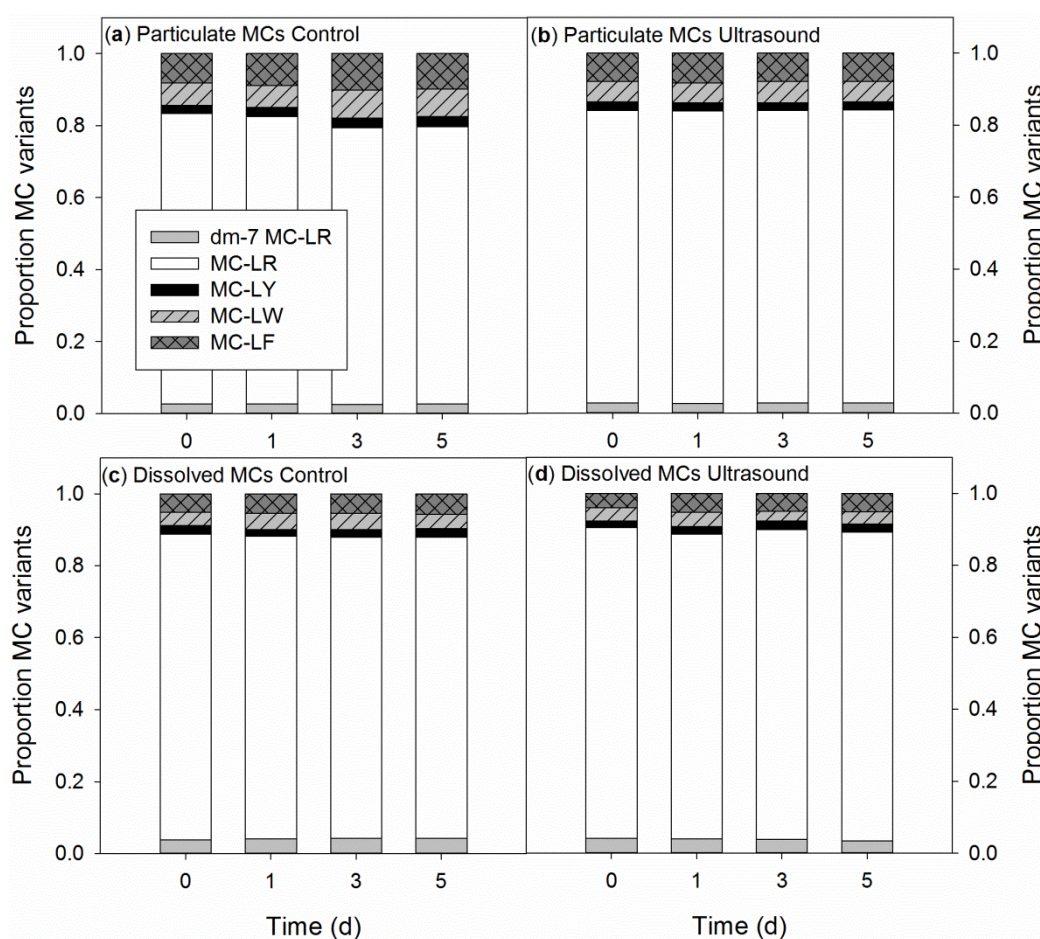 (a) Particulate MCs Control
(b) Particulate MCs Ultrasound
Proportion MC variants
1.0
0.8
0.6
0.4
0.2
0.0
dm-7 MC-LR
MC-LR
MC-LY
MC-LW
MC-LF
0 1 3 5
0 1 3 5
1.0
0.8
0.6
0.4
0.2
0.0
Proportion MC variants
(c) Dissolved MCs Control
(d) Dissolved MCs Ultrasound
Proportion MC variants
1.0
0.8
0.6
0.4
0.2
0.0
0 1 3 5
0 1 3 5
1.0
0.8
0.6
0.4
0.2
0.0
Proportion MC variants
Time (d)
Time (d)